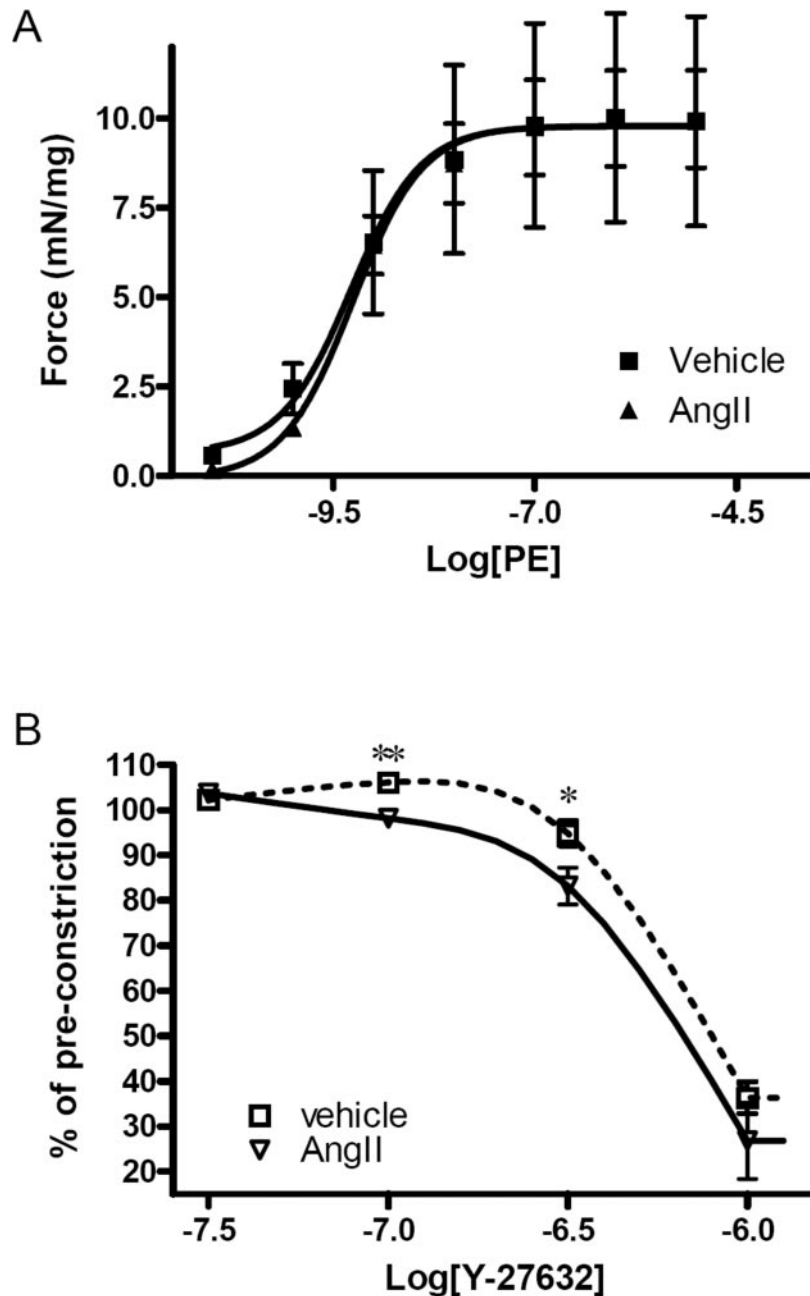 A
10.0
7.5
5.0
2.5
0.0
Force (mN/mg)
Vehicle
AngII
-9.5 -7.0 -4.5
Log[PE]
B
110
100
90
80
70
60
50
40
30
20
% of pre-constriction
**
*
vehicle
AngII
-7.5 -7.0 -6.5 -6.0
Log[Y-27632]